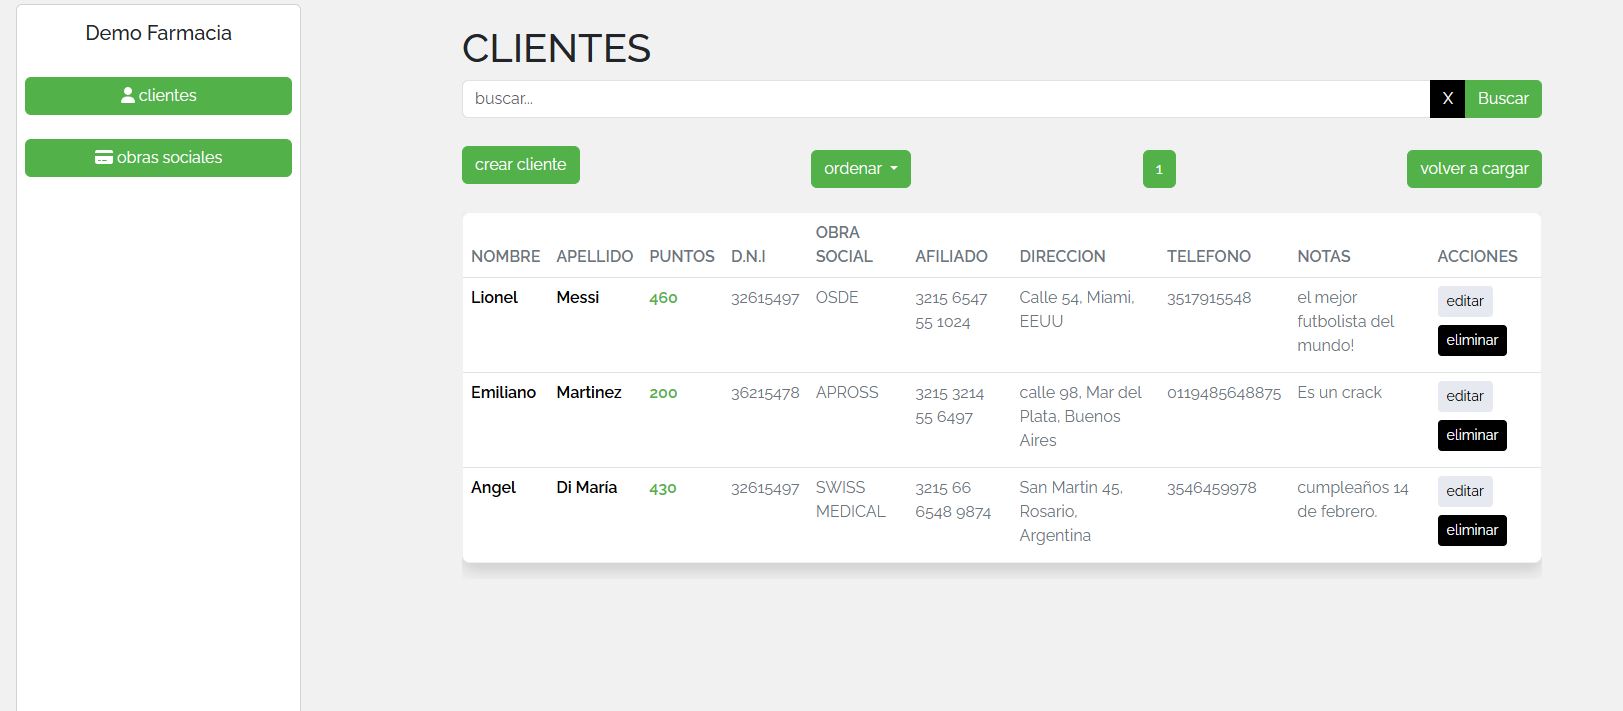 Demo Farmacia
clientes
obras sociales
CLIENTES
buscar...
X
Buscar
crear cliente
ordenar
1
volver a cargar
NOMBRE APELLIDO PUNTOS D.N.I OBRA SOCIAL AFILIADO DIRECCION TELEFONO NOTAS ACCIONES
Lionel Messi 460 32615497 OSDE 3215 6547 Calle 54, Miami, 3517915548 el mejor editar
55 1024 EEUU futbolista del
mundo! eliminar
Emiliano Martinez 200 36215478 APROSS 3215 3214 calle 98, Mar del 0119485648875 Es un crack editar
55 6497 Plata, Buenos
Aires eliminar
Angel Di María 430 32615497 SWISS 3215 66 San Martin 45, 3546459978 cumpleaños 14 editar
MEDICAL 6548 9874 Rosario, de febrero.
Argentina eliminar